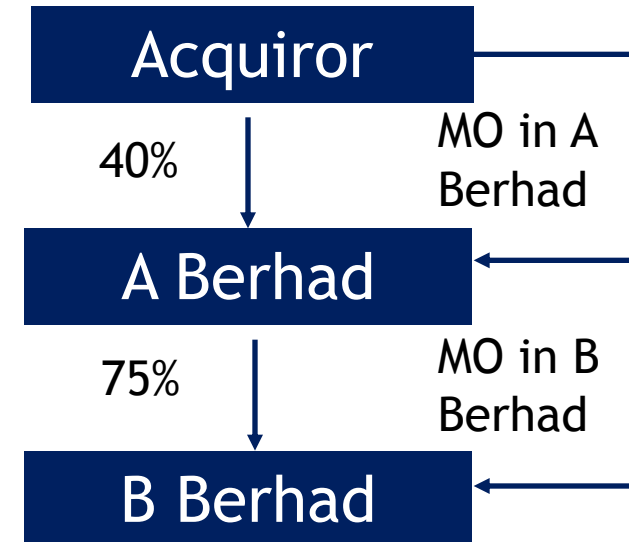 Acquiror
40%
MO in A
Berhad
A Berhad
75%
MO in B
Berhad
B Berhad